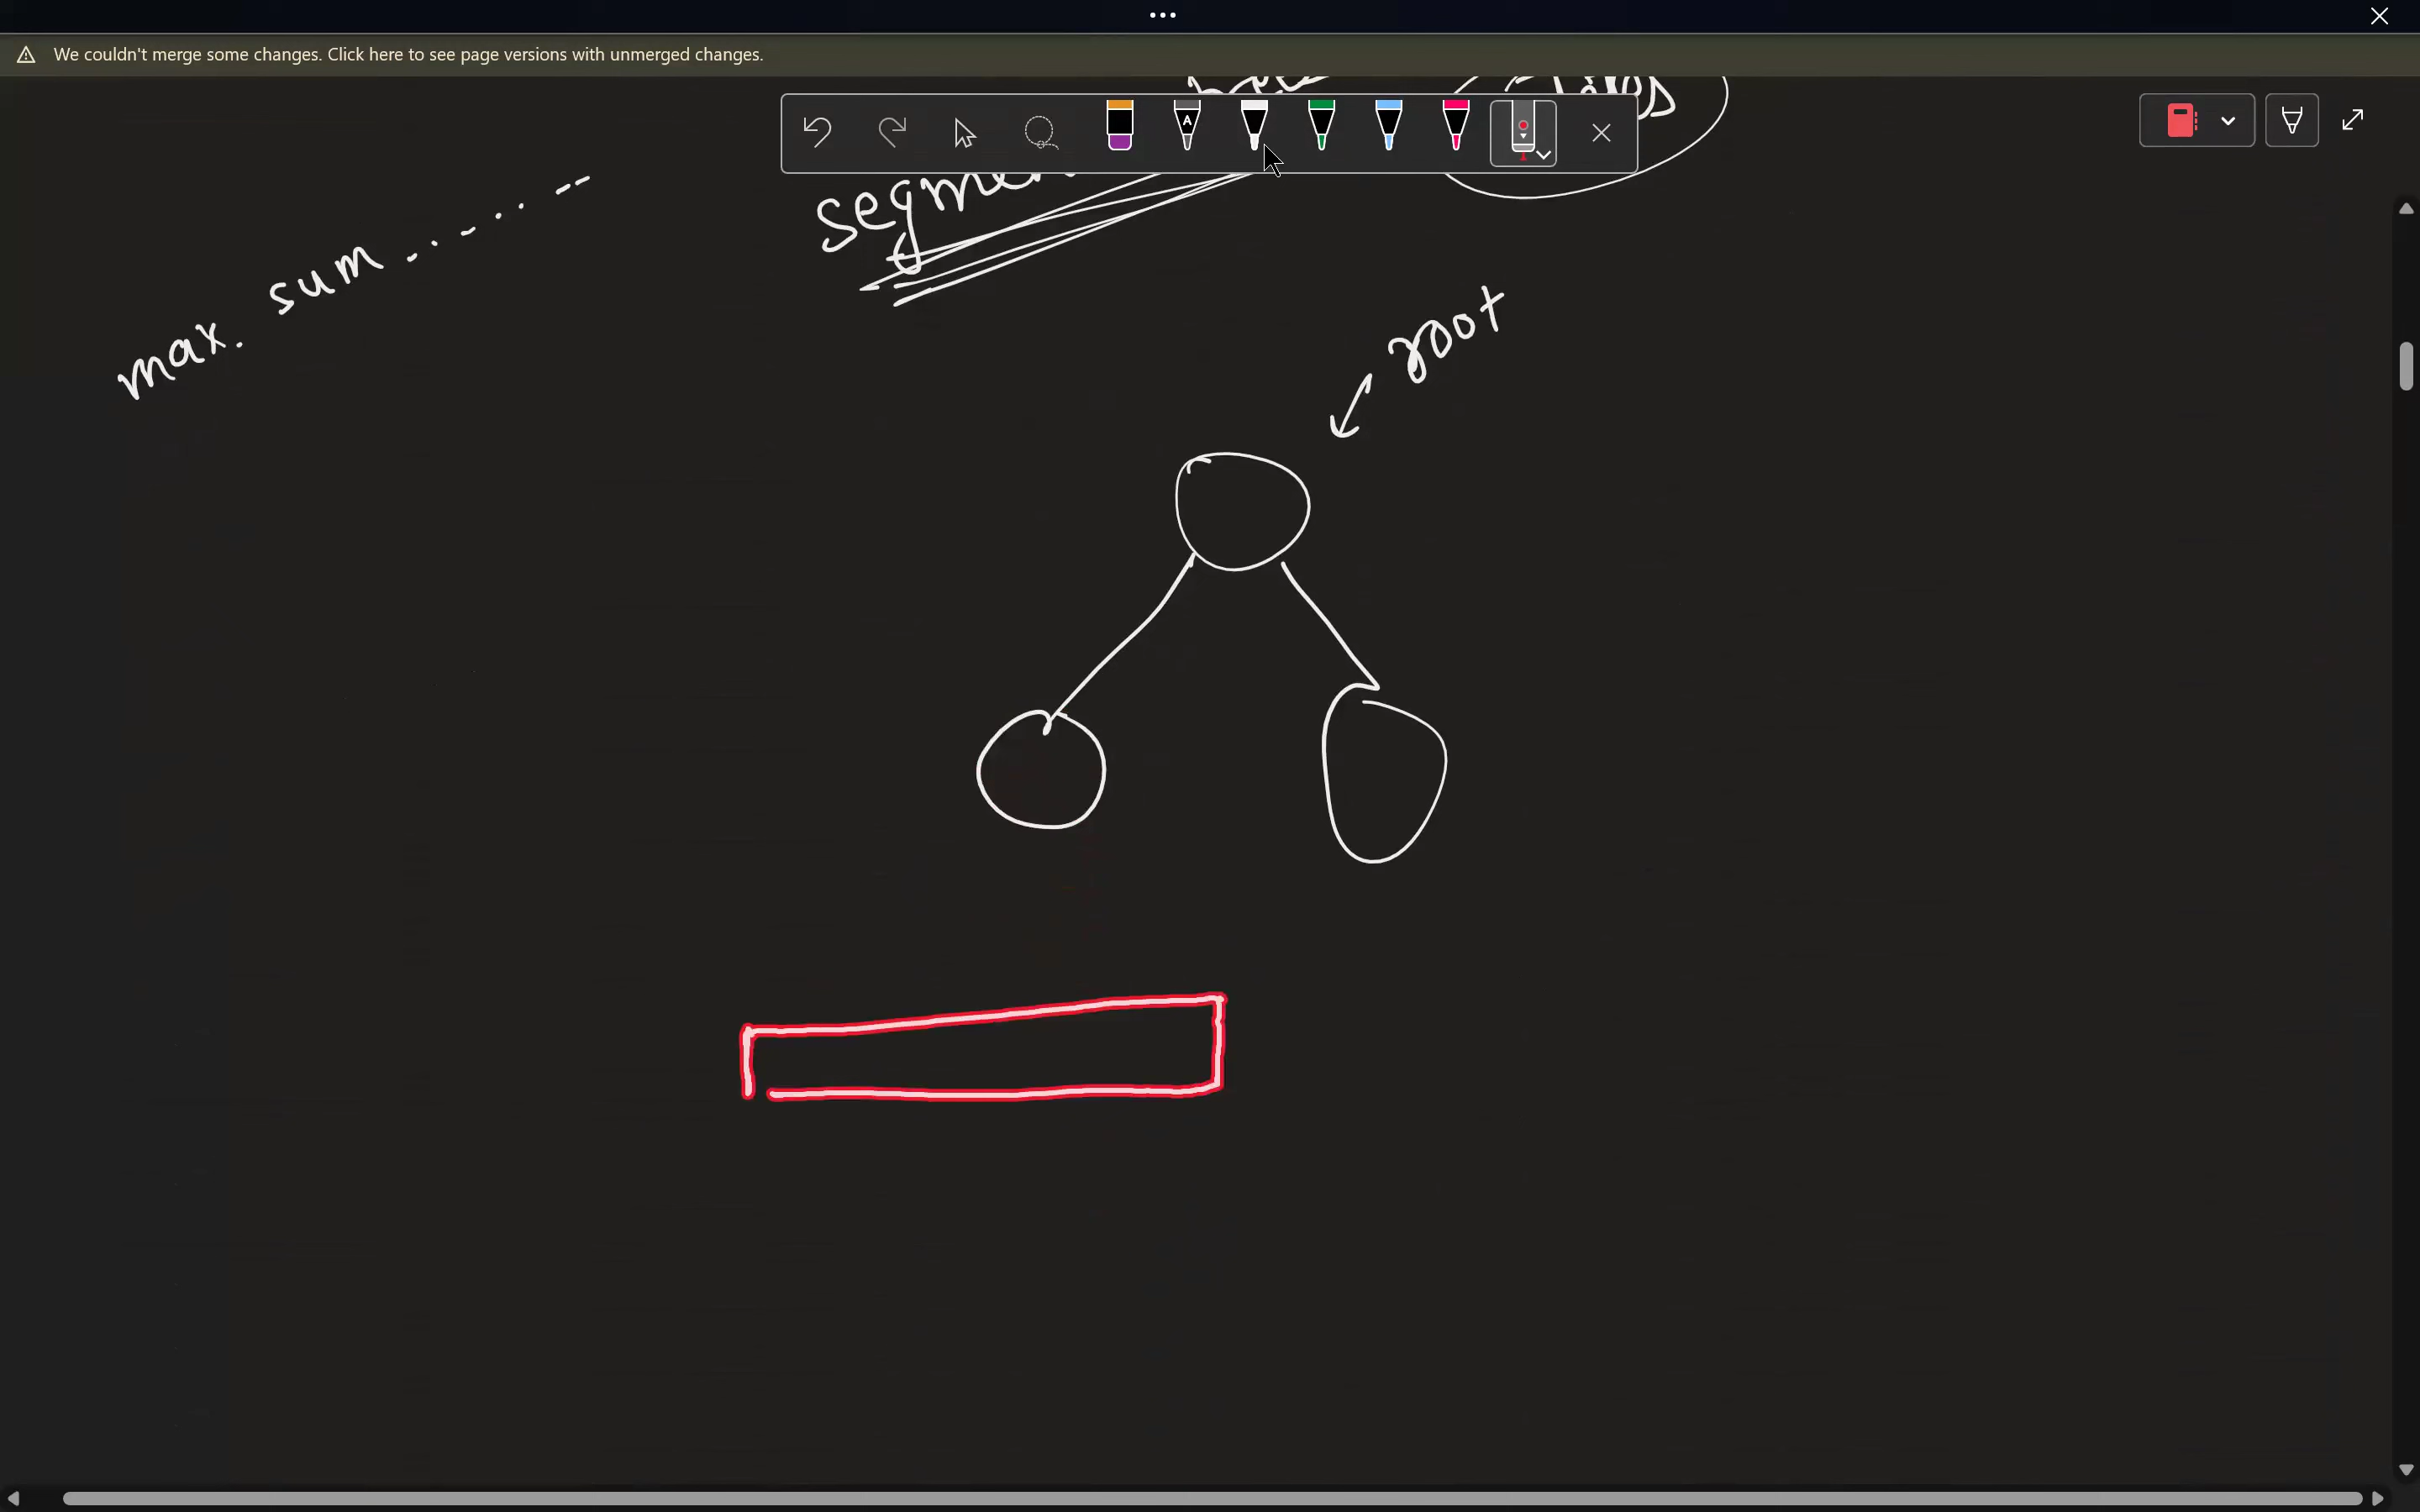 We couldn't merge some changes. Click here to see page versions with unmerged changes.
A
max. sum
root